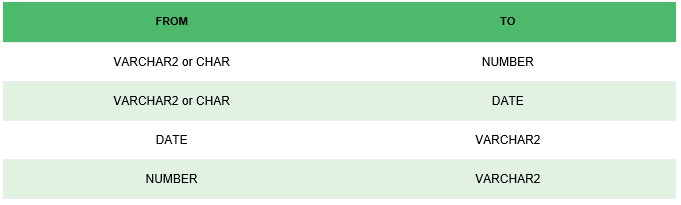 FROM TO
VARCHAR2 or CHAR NUMBER
VARCHAR2 or CHAR DATE
DATE VARCHAR2
NUMBER VARCHAR2